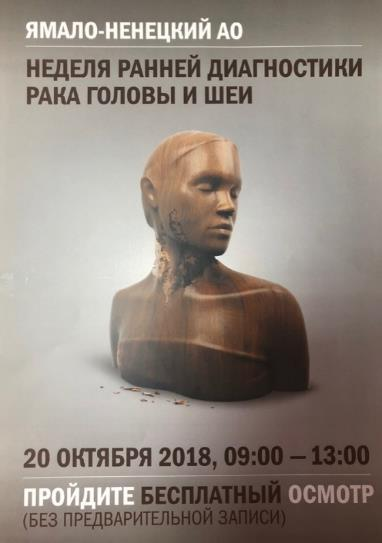 ЯМАЛО-НЕНЕЦКИЙ АО
НЕДЕЛЯ РАННЕЙ ДИАГНОСТИКИ
РАКА ГОЛОВЫ И ШЕИ
20 ОКТЯБРЯ 2018, 09:00 — 13:00
ПРОЙДИТЕ БЕСПЛАТНЫЙ ОСМОТР
(БЕЗ ПРЕДВАРИТЕЛЬНОЙ ЗАПИСИ)